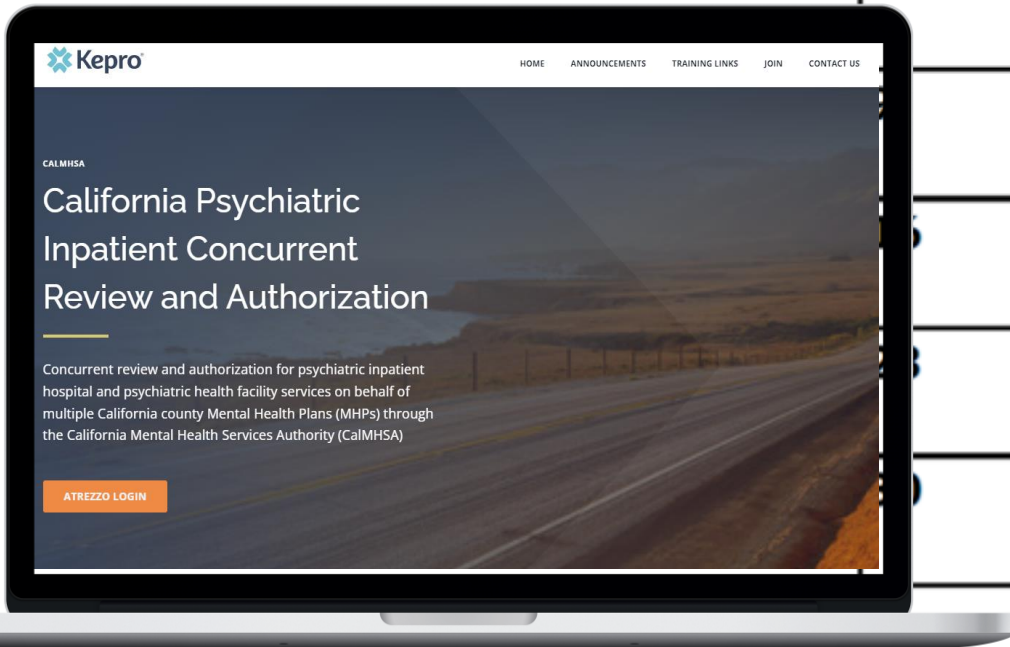 Kepro
HOME ANNOUNCEMENTS TRAINING LINKS JOIN CONTACT US
CALMHSA
California Psychiatric
Inpatient Concurrent
Review and Authorization
Concurrent review and authorization for psychiatric inpatient
hospital and psychiatric health facility services on behalf of
multiple California county Mental Health Plans (MHPs) through
the California Mental Health Services Authority (CalMHSA)
ATREZZO LOGIN